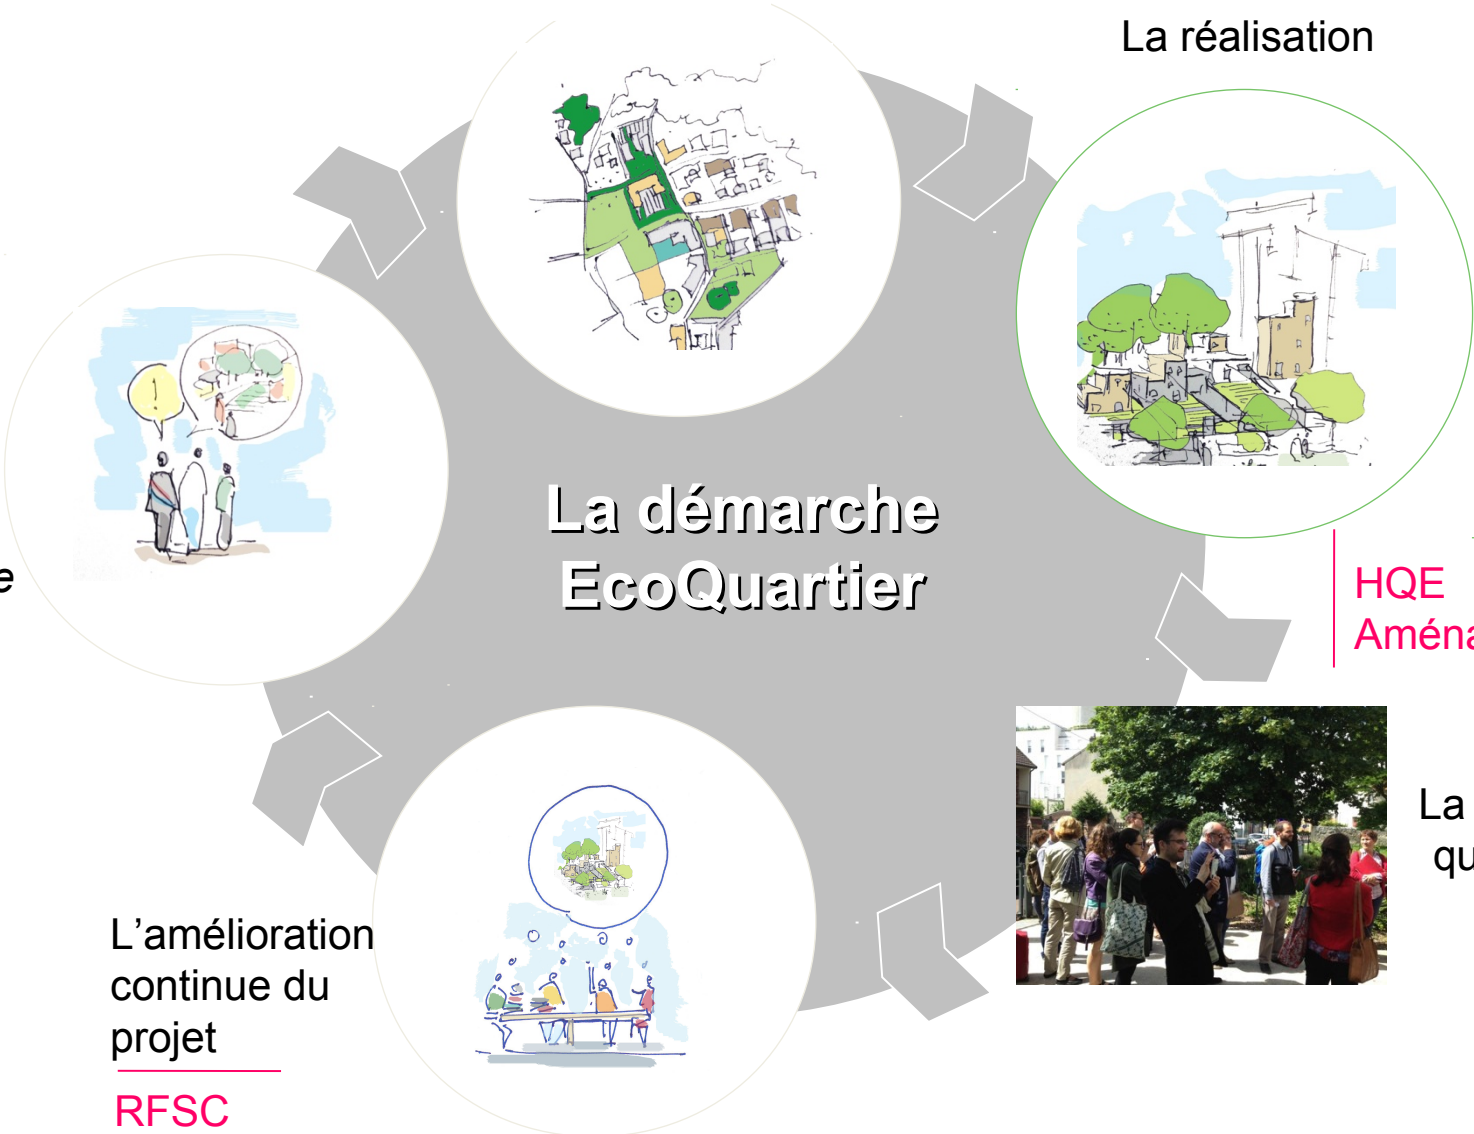 La réalisation
La démarche
EcoQuartier
HQE
La
L’amélioration
continue du
projet
RFSC